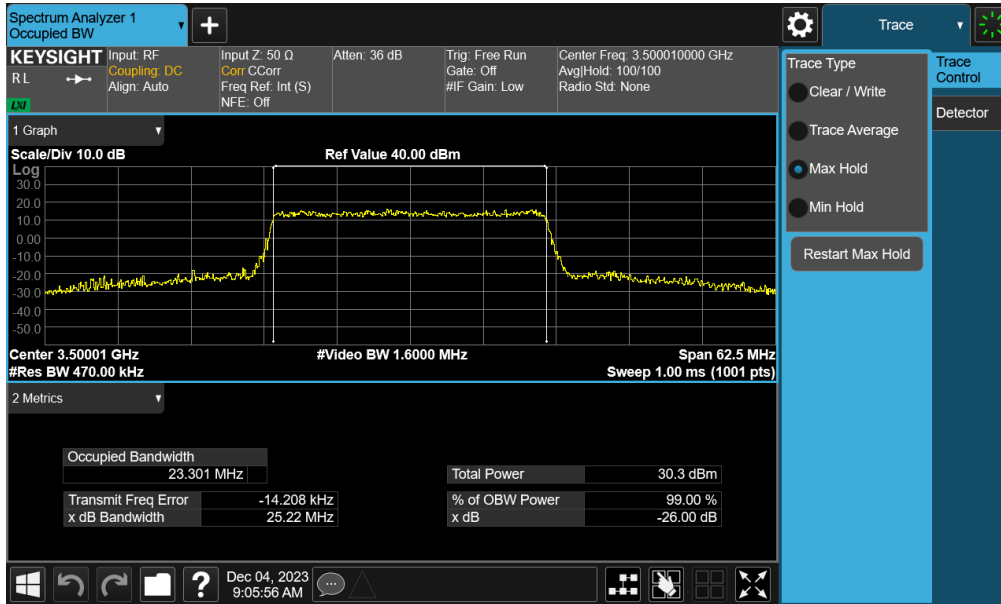 Spectrum Analyzer 1
Occupied BW
Trace
KEYSIGHT
R L
LXI
Input: RF
Coupling: DC
Align: Auto
Input Z: 50 Ω
Corr CCorr
Freq Ref: Int (S)
NFE: Off
Atten: 36 dB
Trig: Free Run
Gate: Off
#IF Gain: Low
Center Freq: 3.500010000 GHz
Avg|Hold: 100/100
Radio Std: None
1 Graph
Scale/Div 10.0 dB
Ref Value 40.00 dBm
Log
30.0
20.0
10.0
0.00
-10.0
-20.0
-30.0
-40.0
-50.0
Center 3.50001 GHz
#Video BW 1.6000 MHz
Span 62.5 MHz
#Res BW 470.00 kHz
Sweep 1.00 ms (1001 pts)
2 Metrics
Occupied Bandwidth
23.301 MHz
Total Power 30.3 dBm
Transmit Freq Error -14.208 kHz
% of OBW Power 99.00 %
x dB Bandwidth 25.22 MHz
x dB -26.00 dB
Trace Type
Clear / Write
Trace Average
Max Hold
Min Hold
Restart Max Hold
Trace
Control
Detector
?
Dec 04, 2023
9:05:56 AM